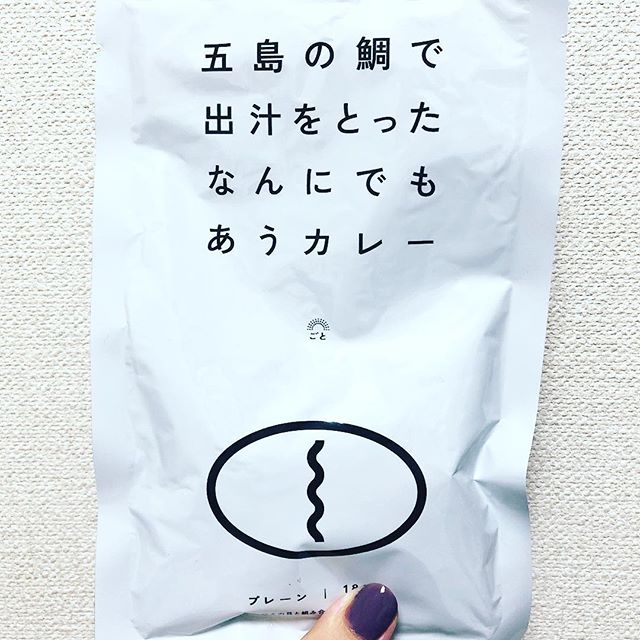 五島の鯛で
出汁をとった
なんにでも
あうカレー
ごと
プレーン | 18